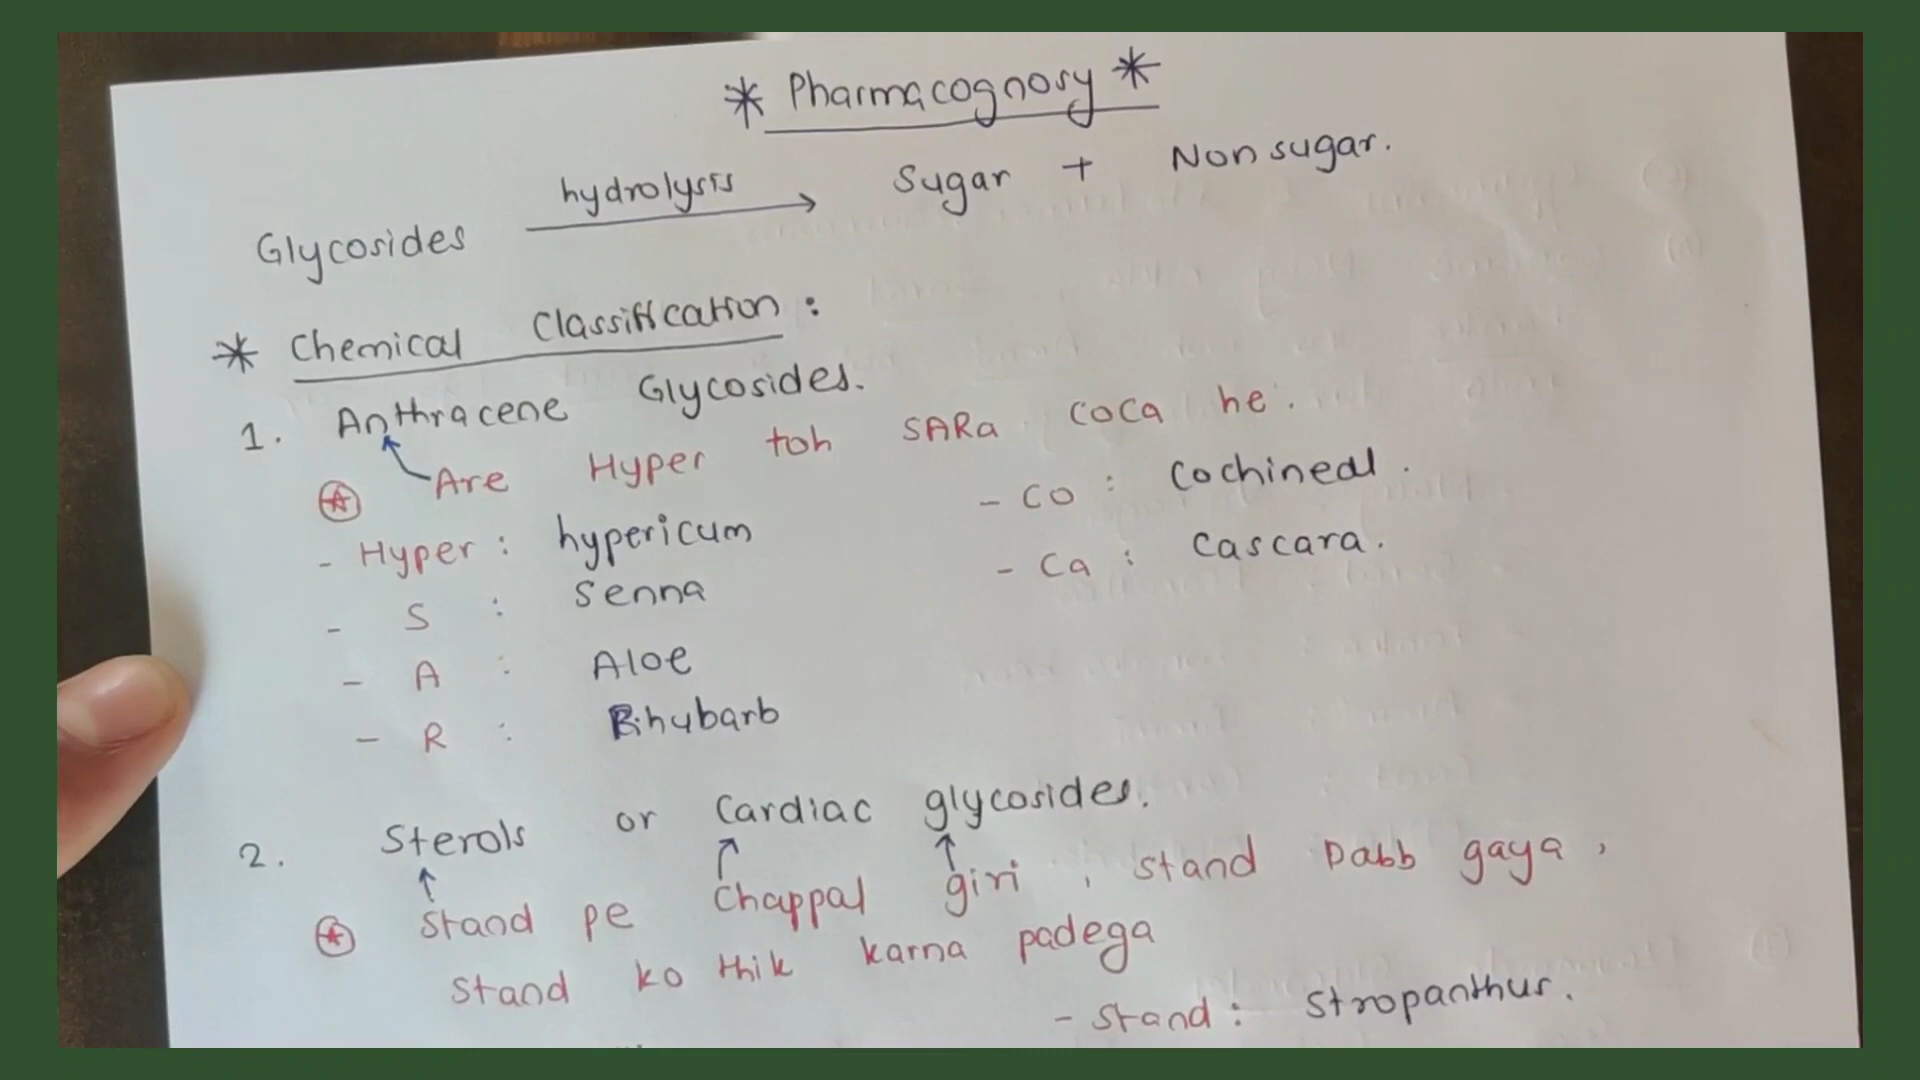 * Pharmacognosy *
Glycosides hydrolysis → Sugar + Non sugar.
* Chemical Classification :
1. Anthracene Glycosides.
Are Hyper toh SARa COCa he.
- Hyper : hypericum
- S : Senna
- A : Aloe
- R : Rhubarb
- CO : Cochineal.
- Ca : Cascara.
2. Sterols or Cardiac glycosides.
Stand pe Chappal giri, Stand Dabb gaya,
Stand ko thik karna padega
- Stand : Stropanthus.